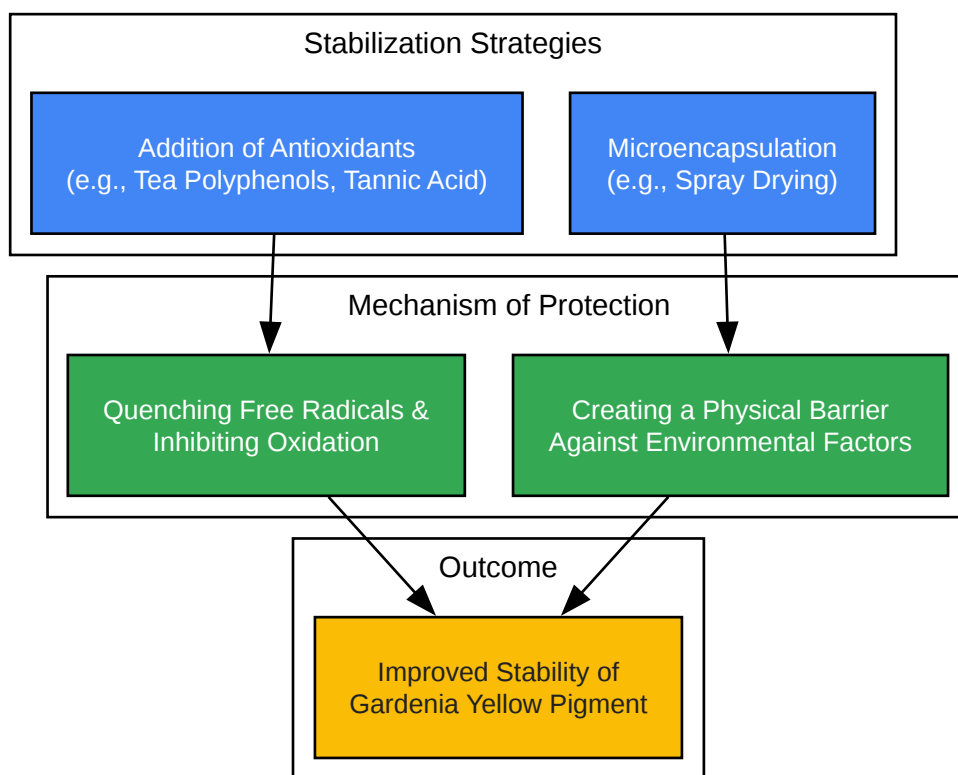 Stabilization Strategies
Addition of Antioxidants
(e.g., Tea Polyphenols, Tannic Acid)
Microencapsulation
(e.g., Spray Drying)
Mechanism of Protection
Quenching Free Radicals &
Inhibiting Oxidation
Creating a Physical Barrier
Against Environmental Factors
Outcome
Improved Stability of
Gardenia Yellow Pigment